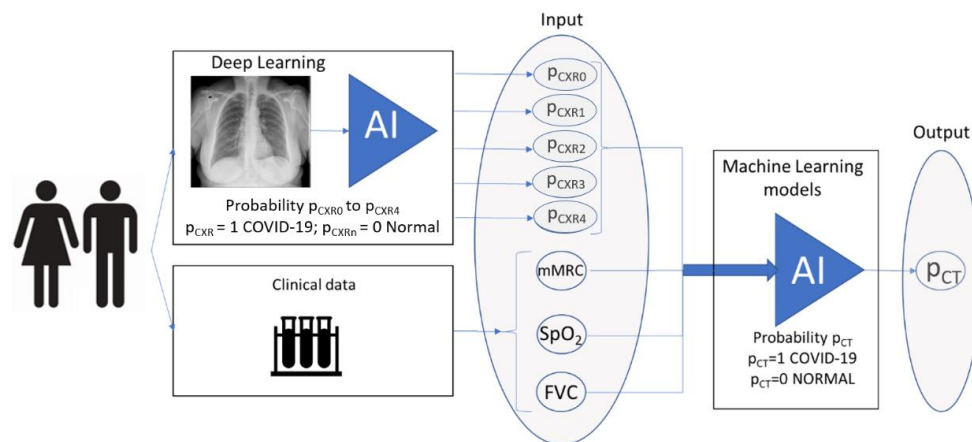 Input
Deep Learning
AI
Probability pCXR0 to pCXR4
pCXR = 1 COVID-19; pCXRn = 0 Normal
Clinical data
pCXR0
pCXR1
pCXR2
pCXR3
pCXR4
mMRC
SpO₂
FVC
Machine Learning
models
AI
Probability pCT
pCT=1 COVID-19
pCT=0 NORMAL
Output
pCT